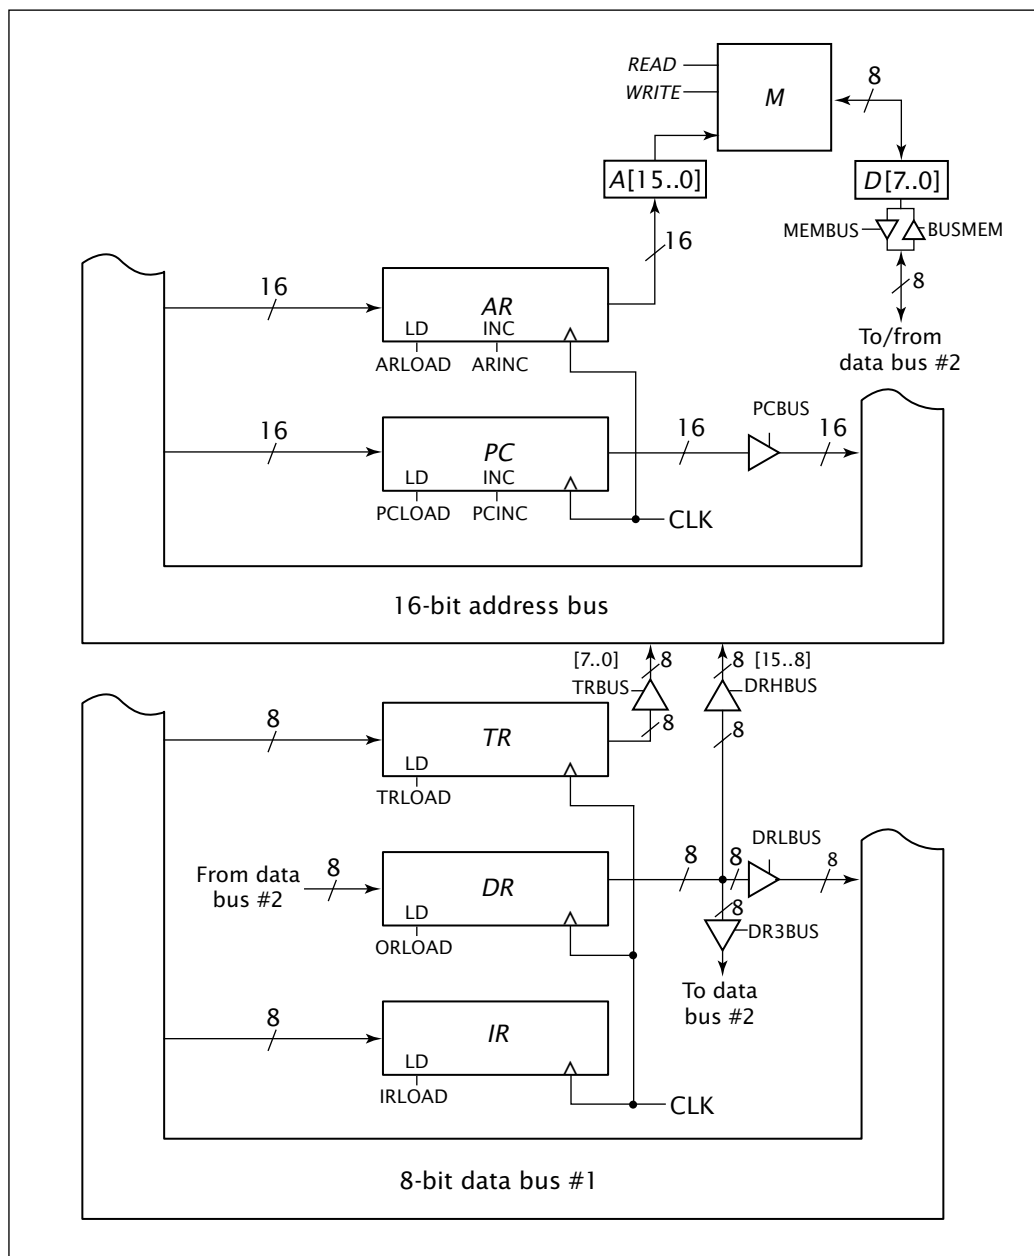 READ
WRITE
M
8
A[15..0]
D[7..0]
MEMBUS
BUSMEM
16
8
To/from
data bus #2
16
AR
LD
INC
ARLOAD
ARINC
PCBUS
16
PC
16
16
LD
INC
PCLOAD
PCINC
CLK
16-bit address bus
[7..0]
8
8
[15..8]
TRBUS
DRHBUS
8
8
8
TR
LD
TRLOAD
DRLBUS
From data
bus #2
8
DR
8
8
8
LD
8
ORLOAD
DR3BUS
To data
bus #2
8
IR
LD
IRLOAD
CLK
8-bit data bus #1